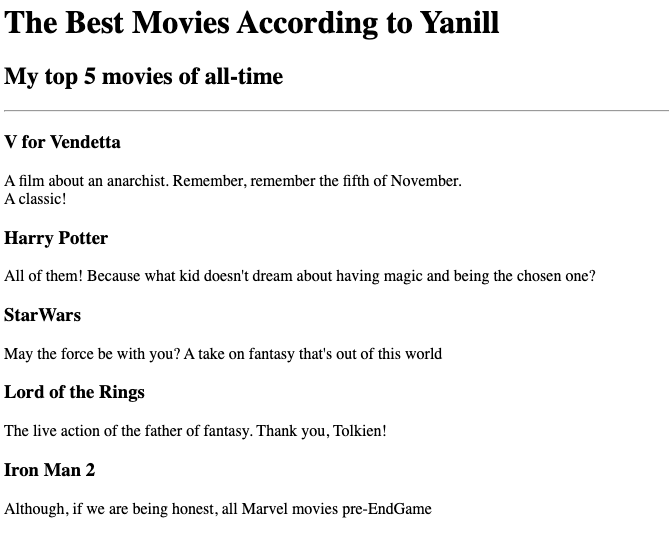 The Best Movies According to Yanill
My top 5 movies of all-time
V for Vendetta
A film about an anarchist. Remember, remember the fifth of November.
A classic!
Harry Potter
All of them! Because what kid doesn't dream about having magic and being the chosen one?
StarWars
May the force be with you? A take on fantasy that's out of this world
Lord of the Rings
The live action of the father of fantasy. Thank you, Tolkien!
Iron Man 2
Although, if we are being honest, all Marvel movies pre-EndGame